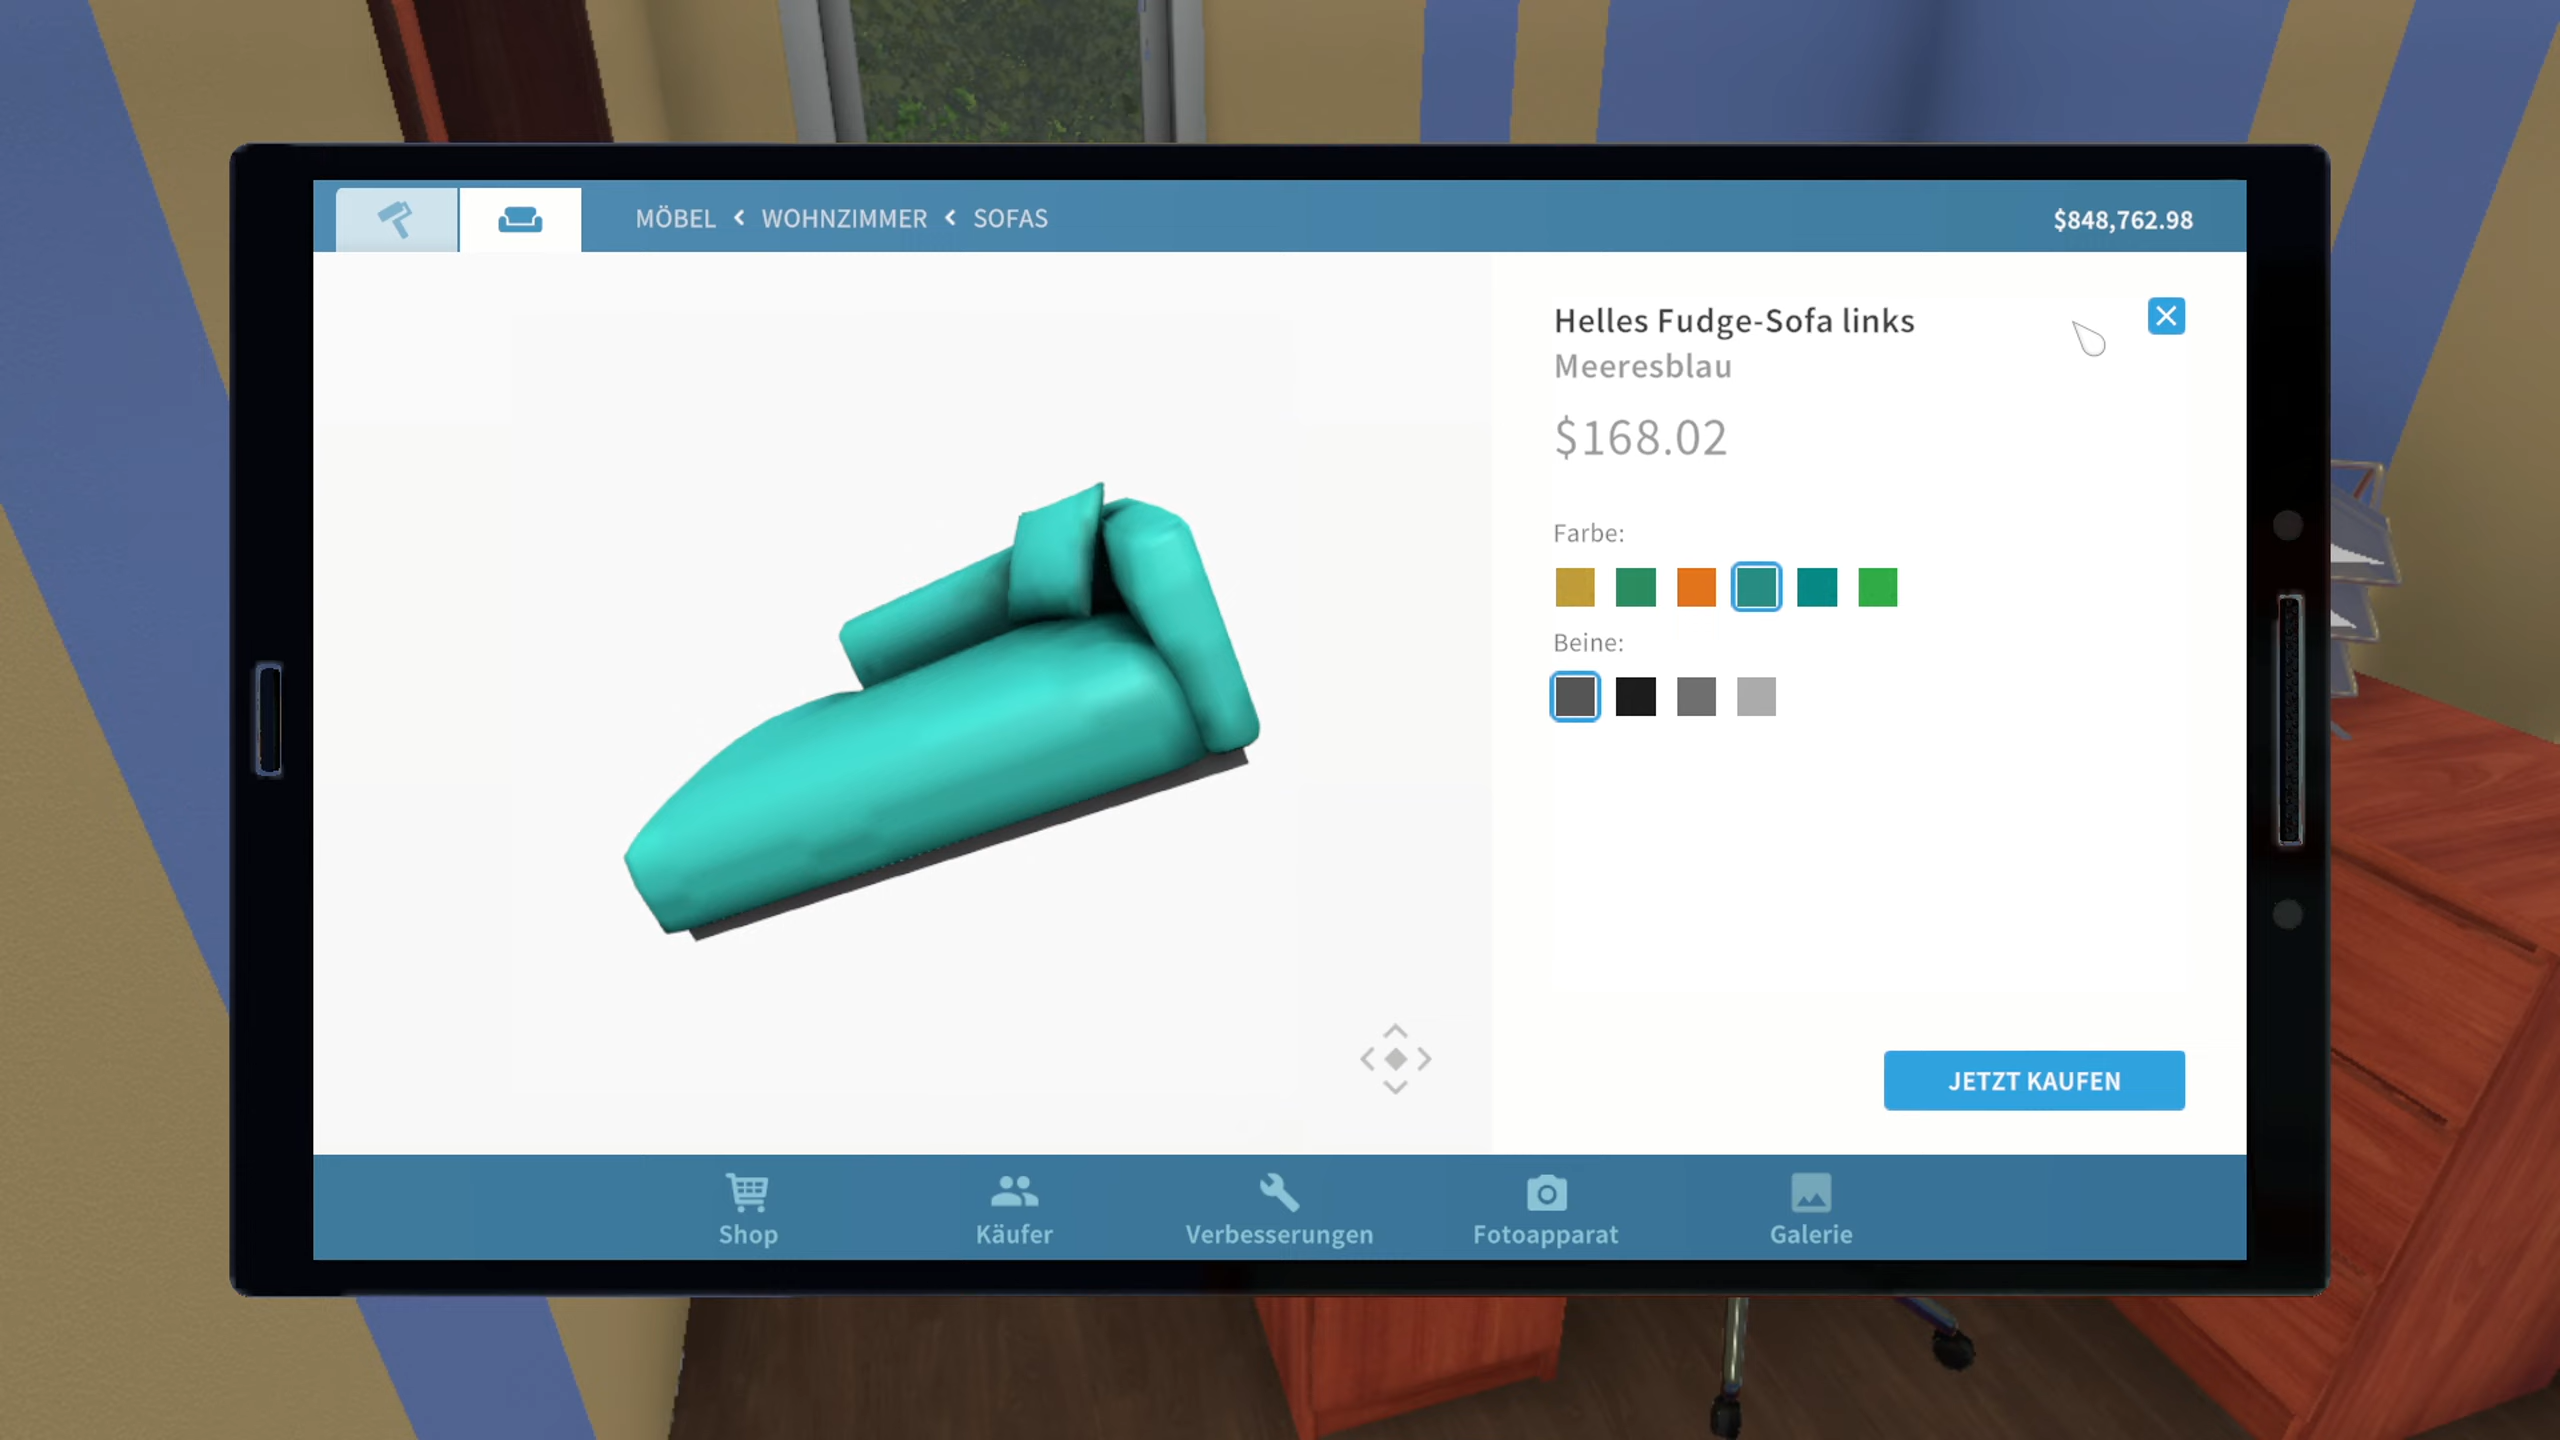 MÖBEL < WOHNZIMMER < SOFAS
$848,762.98
Helles Fudge-Sofa links
Meeresblau
$168.02
Farbe:
Beine:
JETZT KAUFEN
Shop
Käufer
Verbesserungen
Fotoapparat
Galerie